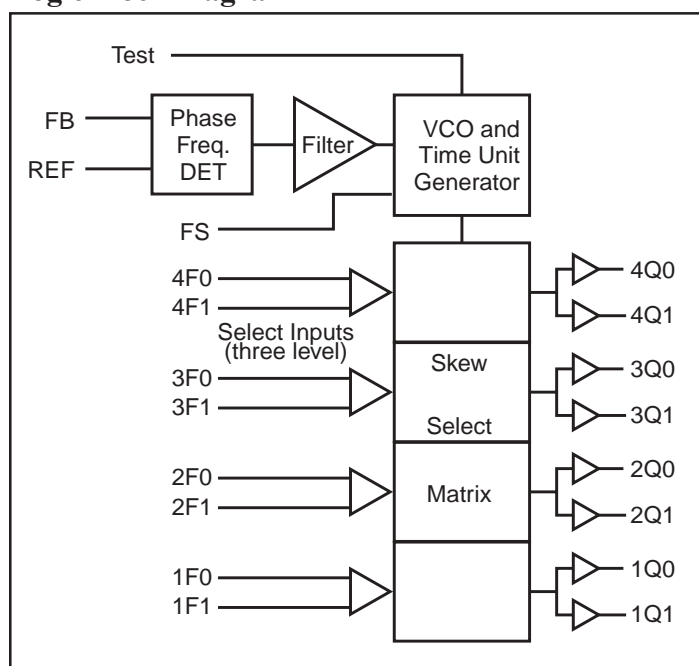 Test
FB
REF
Phase
Freq.
DET
Filter
VCO and
Time Unit
Generator
FS
4F0
4F1
Select Inputs
(three level)
3F0
3F1
2F0
2F1
1F0
1F1
Skew
Select
Matrix
4Q0
4Q1
3Q0
3Q1
2Q0
2Q1
1Q0
1Q1